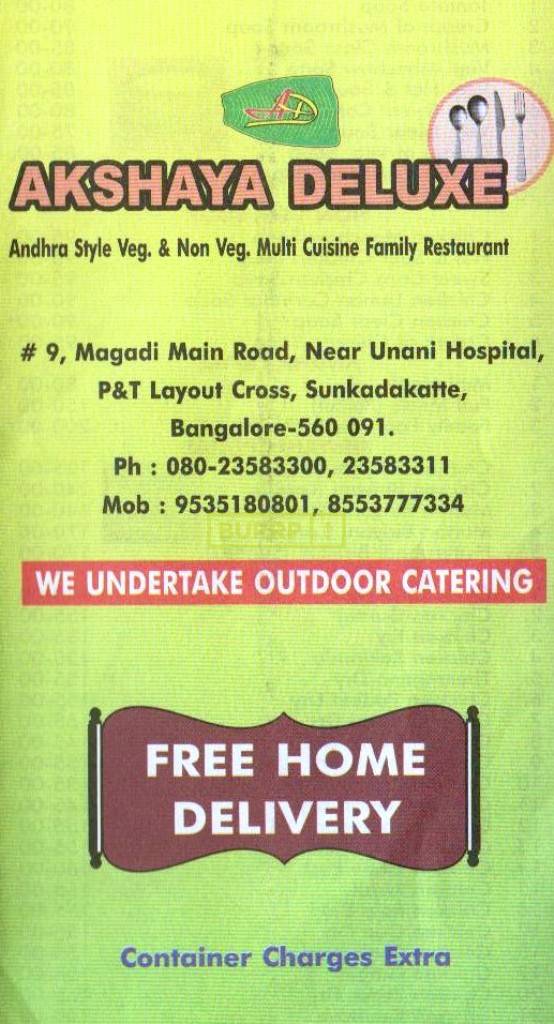 AKSHAYA DELUXE
Andhra Style Veg. & Non Veg. Multi Cuisine Family Restaurant
# 9, Magadi Main Road, Near Unani Hospital,
P&T Layout Cross, Sunkadakatte,
Bangalore-560 091.
Ph : 080-23583300, 23583311
Mob : 9535180801, 8553777334
BURRP !
WE UNDERTAKE OUTDOOR CATERING
FREE HOME
DELIVERY
Container Charges Extra